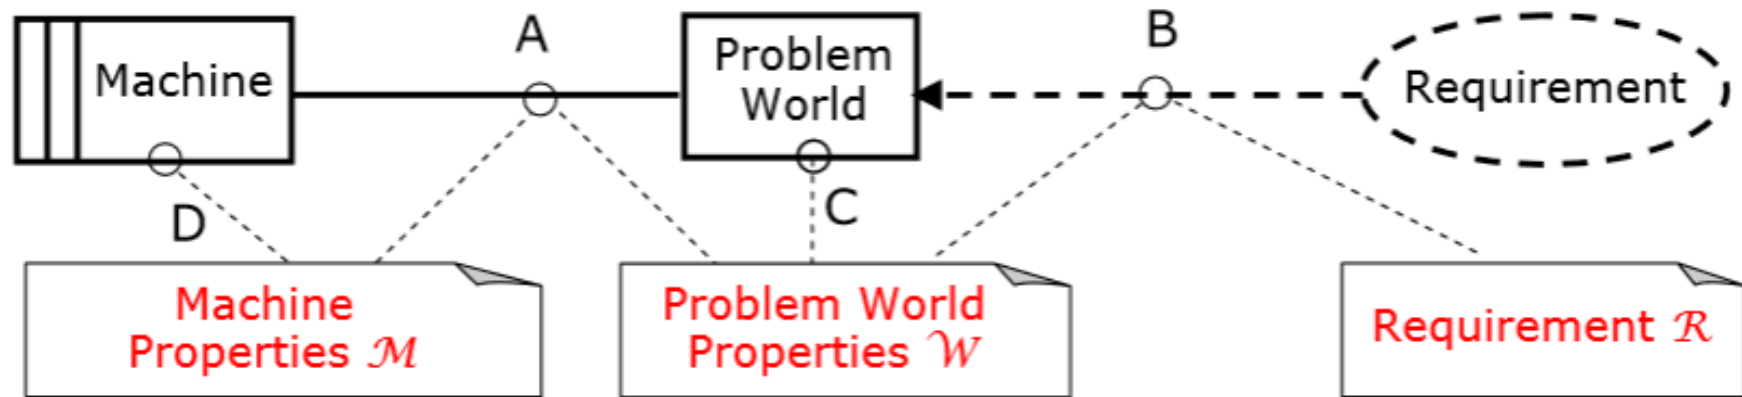 A
B
Machine
Problem
World
Requirement
D
C
Machine
Properties ℳ
Problem World
Properties 𝒲
Requirement ℛ